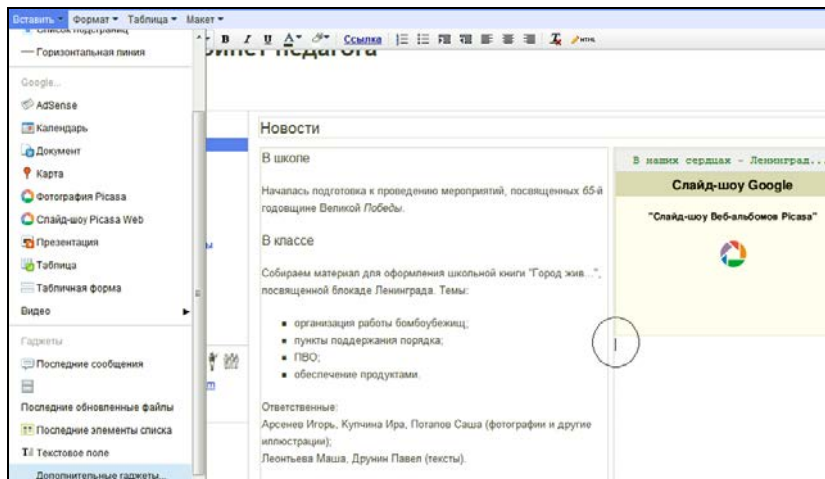 Вставить Формат Таблица Макет
Список подстраниц
Горизонтальная линия
B I U A Ссылка HTML
педагога
Google...
AdSense
Календарь
Документ
Карта
Фотография Picasa
Слайд-шоу Picasa Web
Презентация
Таблица
Табличная форма
Видео
Гаджеты
Последние сообщения
Последние обновленные файлы
Последние элементы списка
Текстовое поле
Дополнительные гаджеты...
Новости
В школе
Началась подготовка к проведению мероприятий, посвященных 65-й
годовщине Великой Победы.
В классе
Собираем материал для оформления школьной книги "Город жив...",
посвященной блокаде Ленинграда. Темы:
организация работы бомбоубежищ;
пункты поддержания порядка;
ПВО;
обеспечение продуктами.
Ответственные:
Арсенев Игорь, Купчина Ира, Потапов Саша (фотографии и другие
иллюстрации);
Леонтьева Маша, Друнин Павел (тексты).
В наших сердцах - Ленинград...
Слайд-шоу Google
"Слайд-шоу Веб-альбомов Picasa"